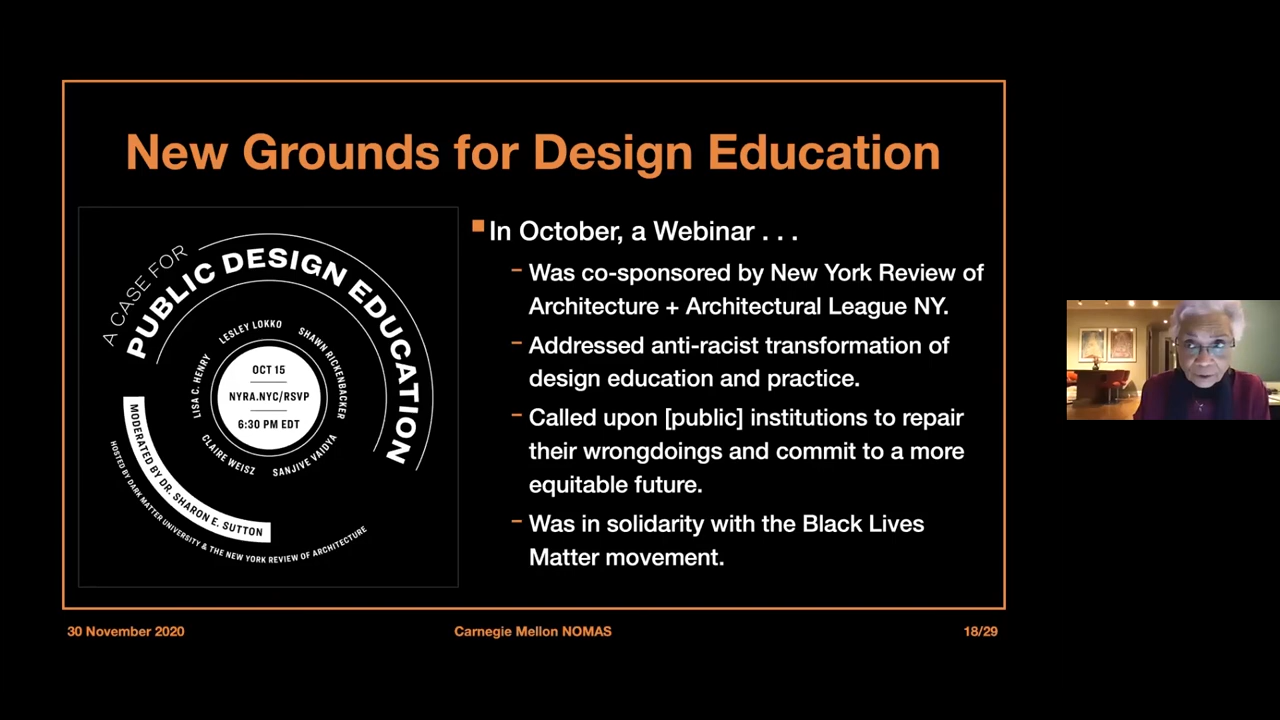 New Grounds for Design Education
A CASE FOR
PUBLIC DESIGN EDUCATION
LESLEY LOKKO
SHAWN RICKENBACKER
LISA C. HENRY
OCT 15
NYRA.NYC/RSVP
6:30 PM EDT
CLAIRE WEISZ
SANJIVE VAIDYA
MODERATED BY DR. SHARON E. SUTTON
HOSTED BY DARK MATTER UNIVERSITY & THE NEW YORK REVIEW OF ARCHITECTURE
In October, a Webinar . . .
– Was co-sponsored by New York Review of
Architecture + Architectural League NY.
– Addressed anti-racist transformation of
design education and practice.
– Called upon [public] institutions to repair
their wrongdoings and commit to a more
equitable future.
– Was in solidarity with the Black Lives
Matter movement.
30 November 2020
Carnegie Mellon NOMAS
18/29